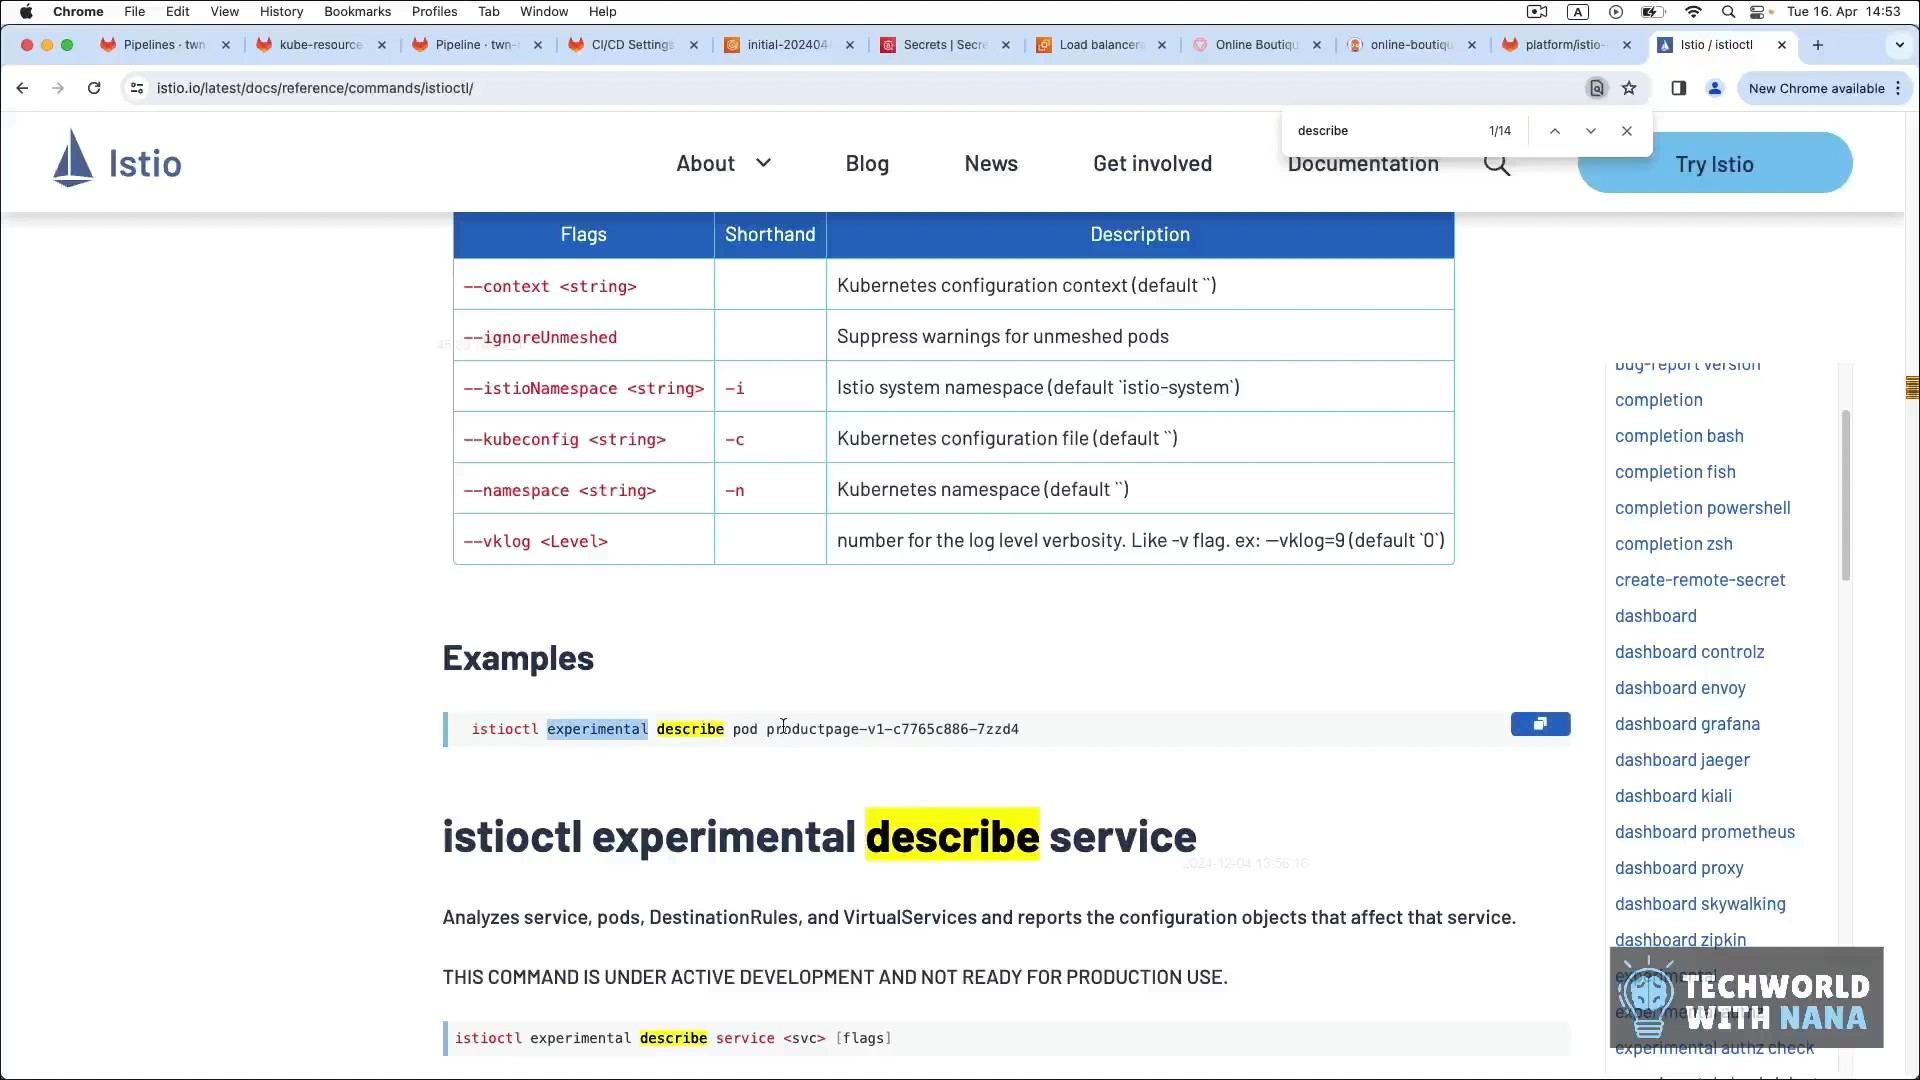 Chrome File Edit View History Bookmarks Profiles Tab Window Help A Tue 16. Apr 14:53
Pipelines · twn kube-resource Pipeline · twn- CI/CD Settings initial-202404 Secrets | Secre Load balancers Online Boutiqu online-boutiqu platform/istio- Istio / istioctl
istio.io/latest/docs/reference/commands/istioctl/ New Chrome available
describe 1/14
Istio About Blog News Get involved Documentation Try Istio
Flags Shorthand Description
--context <string> Kubernetes configuration context (default ``)
--ignoreUnmeshed Suppress warnings for unmeshed pods
--istioNamespace <string> -i Istio system namespace (default `istio-system`)
--kubeconfig <string> -c Kubernetes configuration file (default ``)
--namespace <string> -n Kubernetes namespace (default ``)
--vklog <Level> number for the log level verbosity. Like -v flag. ex: —vklog=9 (default `0`)
Examples
istioctl experimental describe pod productpage-v1-c7765c886-7zzd4
istioctl experimental describe service
2024-12-04 13:56:16
Analyzes service, pods, DestinationRules, and VirtualServices and reports the configuration objects that affect that service.
THIS COMMAND IS UNDER ACTIVE DEVELOPMENT AND NOT READY FOR PRODUCTION USE.
istioctl experimental describe service <svc> [flags]
bug-report version
completion
completion bash
completion fish
completion powershell
completion zsh
create-remote-secret
dashboard
dashboard controlz
dashboard envoy
dashboard grafana
dashboard jaeger
dashboard kiali
dashboard prometheus
dashboard proxy
dashboard skywalking
dashboard zipkin
experimental
experimental authz
experimental authz check
TECHWORLD
WITH NANA